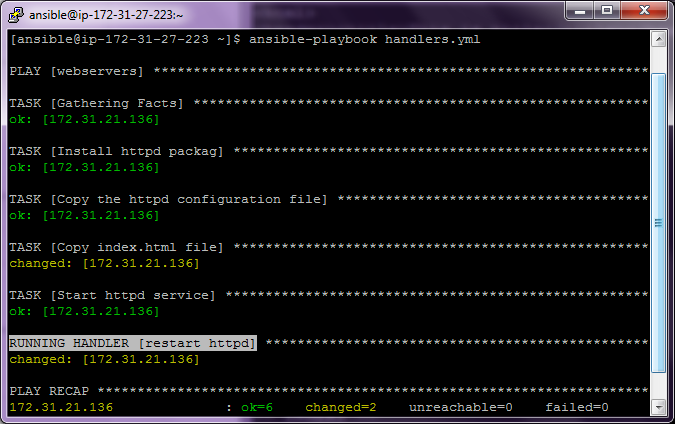 ansible@ip-172-31-27-223:~
[ansible@ip-172-31-27-223 ~]$ ansible-playbook handlers.yml
PLAY [webservers] ************************************************************
TASK [Gathering Facts] *******************************************************
ok: [172.31.21.136]
TASK [Install httpd packag] **************************************************
ok: [172.31.21.136]
TASK [Copy the httpd configuration file] *************************************
ok: [172.31.21.136]
TASK [Copy index.html file] **************************************************
changed: [172.31.21.136]
TASK [Start httpd service] ***************************************************
ok: [172.31.21.136]
RUNNING HANDLER [restart httpd] **********************************************
changed: [172.31.21.136]
PLAY RECAP *******************************************************************
172.31.21.136 : ok=6 changed=2 unreachable=0 failed=0